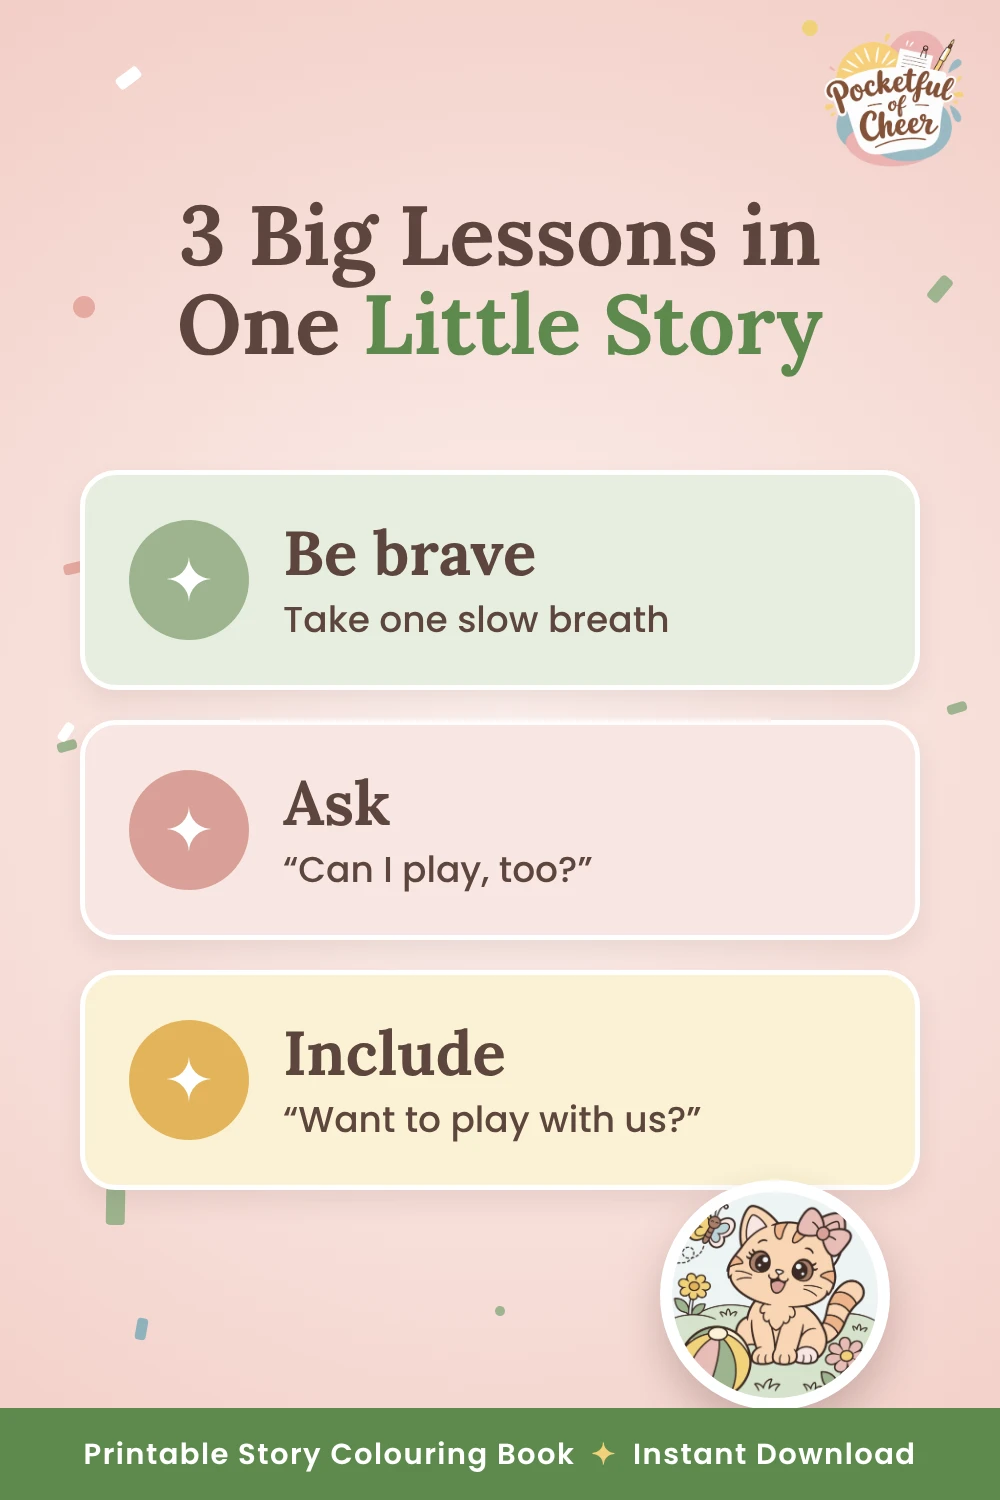 Pocketful
of
Cheer
3 Big Lessons in
One Little Story
Be brave
Take one slow breath
Ask
“Can I play, too?”
Include
“Want to play with us?”
Printable Story Colouring Book ✦ Instant Download